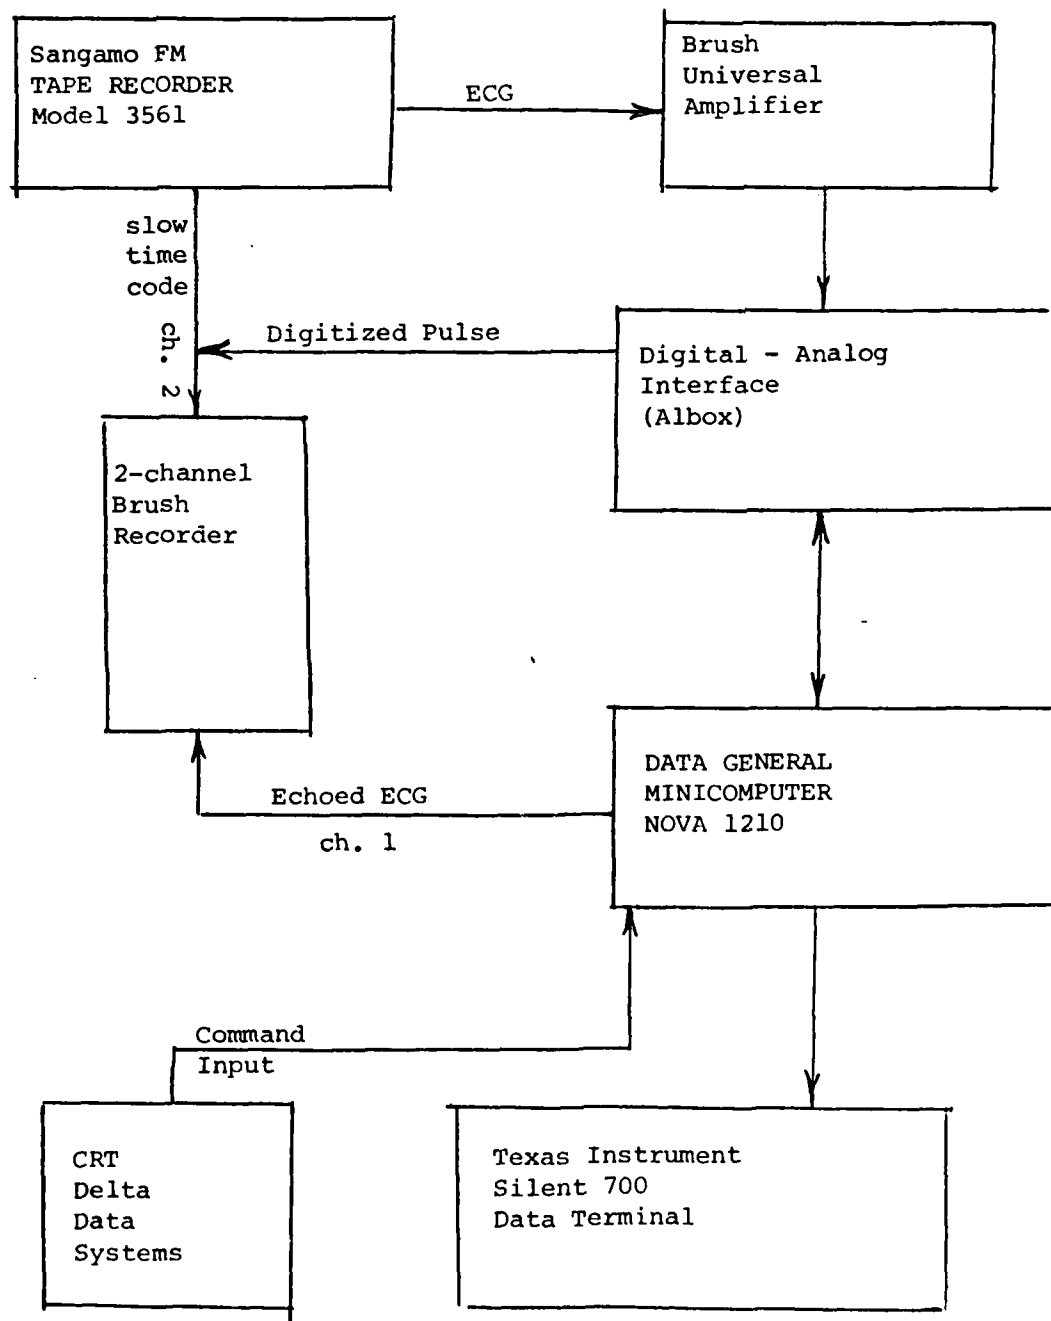 Sangamo FM
TAPE RECORDER
Model 3561
ECG
Brush
Universal
Amplifier
slow
time
code
ch. 2
Digitized Pulse
Digital - Analog
Interface
(Albox)
2-channel
Brush
Recorder
Echoed ECG
ch. 1
DATA GENERAL
MINICOMPUTER
NOVA 1210
Command
Input
CRT
Delta
Data
Systems
Texas Instrument
Silent 700
Data Terminal